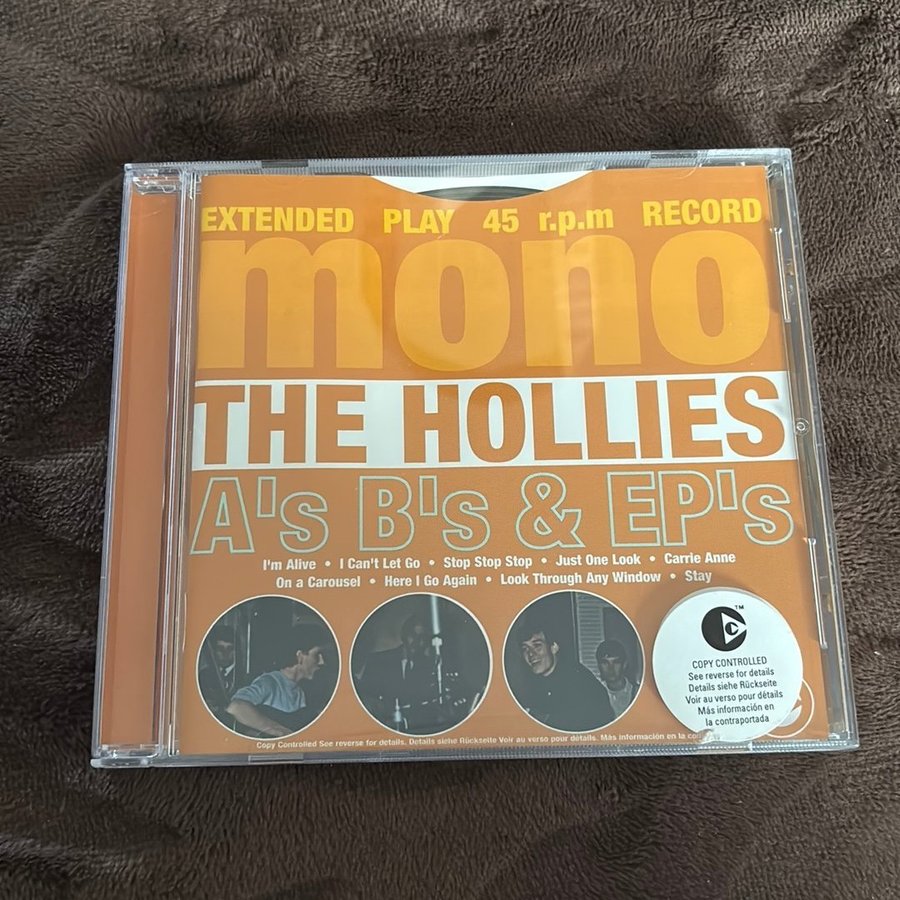 EXTENDED PLAY 45 r.p.m RECORD
mono
THE HOLLIES
A's B's & EP's
I'm Alive • I Can't Let Go • Stop Stop Stop • Just One Look • Carrie Anne
On a Carousel • Here I Go Again • Look Through Any Window • Stay
TM
COPY CONTROLLED
See reverse for details
Details siehe Rückseite
Voir au verso pour détails
Más información en
la contraportada
Copy Controlled See reverse for details. Details siehe Rückseite Voir au verso pour détails. Más información en la